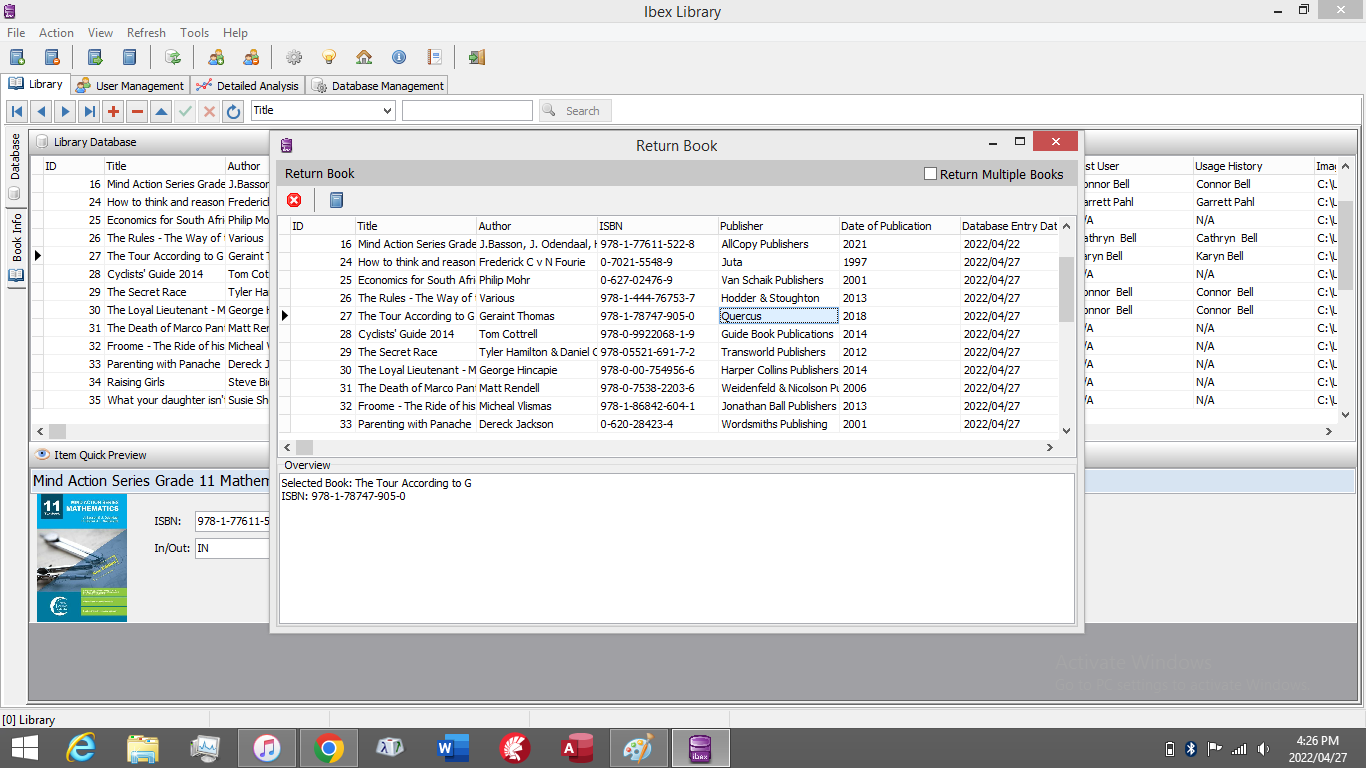 Ibex Library
File Action View Refresh Tools Help
Library User Management Detailed Analysis Database Management
Title Search
Database
Book Info
Library Database
ID Title Author
16 Mind Action Series Grade J.Basson
24 How to think and reason Frederick
25 Economics for South Afri Philip Mo
26 The Rules - The Way of Various
27 The Tour According to G Geraint T
28 Cyclists' Guide 2014 Tom Cott
29 The Secret Race Tyler Ha
30 The Loyal Lieutenant - M George H
31 The Death of Marco Pan Matt Ren
32 Froome - The Ride of his Micheal V
33 Parenting with Panache Dereck J
34 Raising Girls Steve Bi
35 What your daughter isn' Susie Sh
st User Usage History Imag
onnor Bell Connor Bell C:\
arrett Pahl Garrett Pahl C:\
/A N/A C:\
athryn Bell Cathryn Bell C:\
aryn Bell Karyn Bell C:\
/A N/A C:\
onnor Bell Connor Bell C:\
onnor Bell Connor Bell C:\
/A N/A C:\
/A N/A C:\
/A N/A C:\
/A N/A C:\
/A N/A C:\
Return Book
Return Book Return Multiple Books
ID Title Author ISBN Publisher Date of Publication Database Entry Dat
16 Mind Action Series Grade J.Basson, J. Odendaal, 978-1-77611-522-8 AllCopy Publishers 2021 2022/04/22
24 How to think and reason Frederick C v N Fourie 0-7021-5548-9 Juta 1997 2022/04/27
25 Economics for South Afri Philip Mohr 0-627-02476-9 Van Schaik Publishers 2001 2022/04/27
26 The Rules - The Way of Various 978-1-444-76753-7 Hodder & Stoughton 2013 2022/04/27
27 The Tour According to G Geraint Thomas 978-1-78747-905-0 Quercus 2018 2022/04/27
28 Cyclists' Guide 2014 Tom Cottrell 978-0-9922068-1-9 Guide Book Publications 2014 2022/04/27
29 The Secret Race Tyler Hamilton & Daniel C 978-05521-691-7-2 Transworld Publishers 2012 2022/04/27
30 The Loyal Lieutenant - M George Hincapie 978-0-00-754956-6 Harper Collins Publishers 2014 2022/04/27
31 The Death of Marco Pan Matt Rendell 978-0-7538-2203-6 Weidenfeld & Nicolson Pu 2006 2022/04/27
32 Froome - The Ride of his Micheal Vlismas 978-1-86842-604-1 Jonathan Ball Publishers 2013 2022/04/27
33 Parenting with Panache Dereck Jackson 0-620-28423-4 Wordsmiths Publishing 2001 2022/04/27
Overview
Selected Book: The Tour According to G
ISBN: 978-1-78747-905-0
Item Quick Preview
Mind Action Series Grade 11 Mathem
11 MIND ACTION SERIES
MATHEMATICS
ISBN: 978-1-77611-5
In/Out: IN
Activate Windows
Go to PC settings to activate Windows.
[0] Library
ibex
4:26 PM
2022/04/27